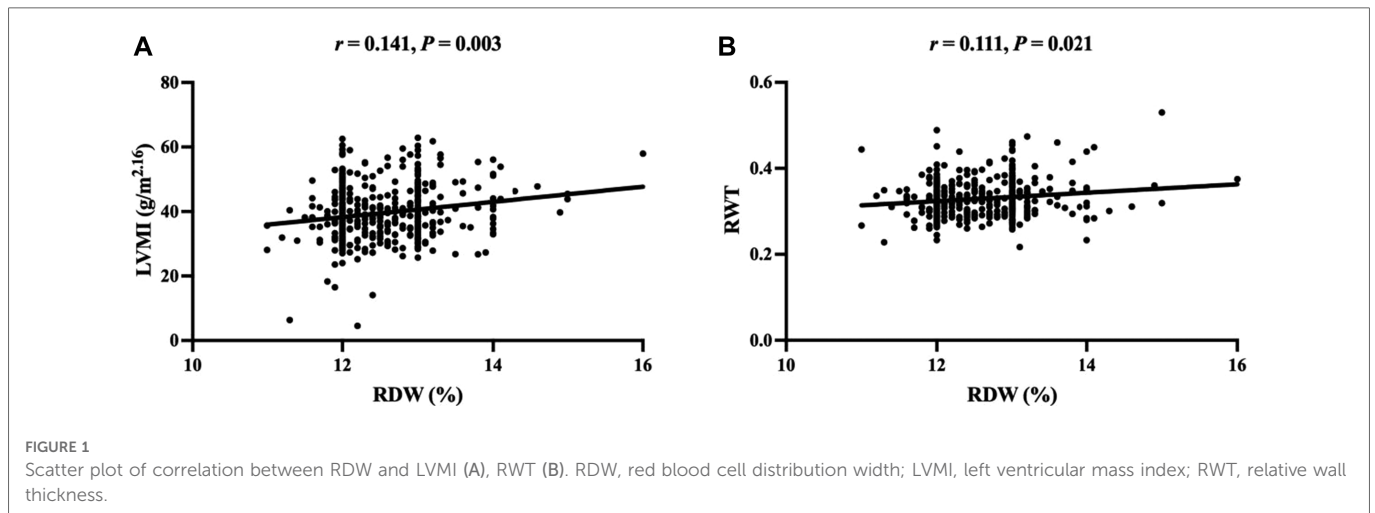 A
r = 0.141, P = 0.003
80
60
40
20
0
LVMI (g/m^2.16)
10
12
14
16
RDW (%)
B
r = 0.111, P = 0.021
0.6
0.4
0.2
0.0
RWT
10
12
14
16
RDW (%)
FIGURE 1
Scatter plot of correlation between RDW and LVMI (A), RWT (B). RDW, red blood cell distribution width; LVMI, left ventricular mass index; RWT, relative wall
thickness.